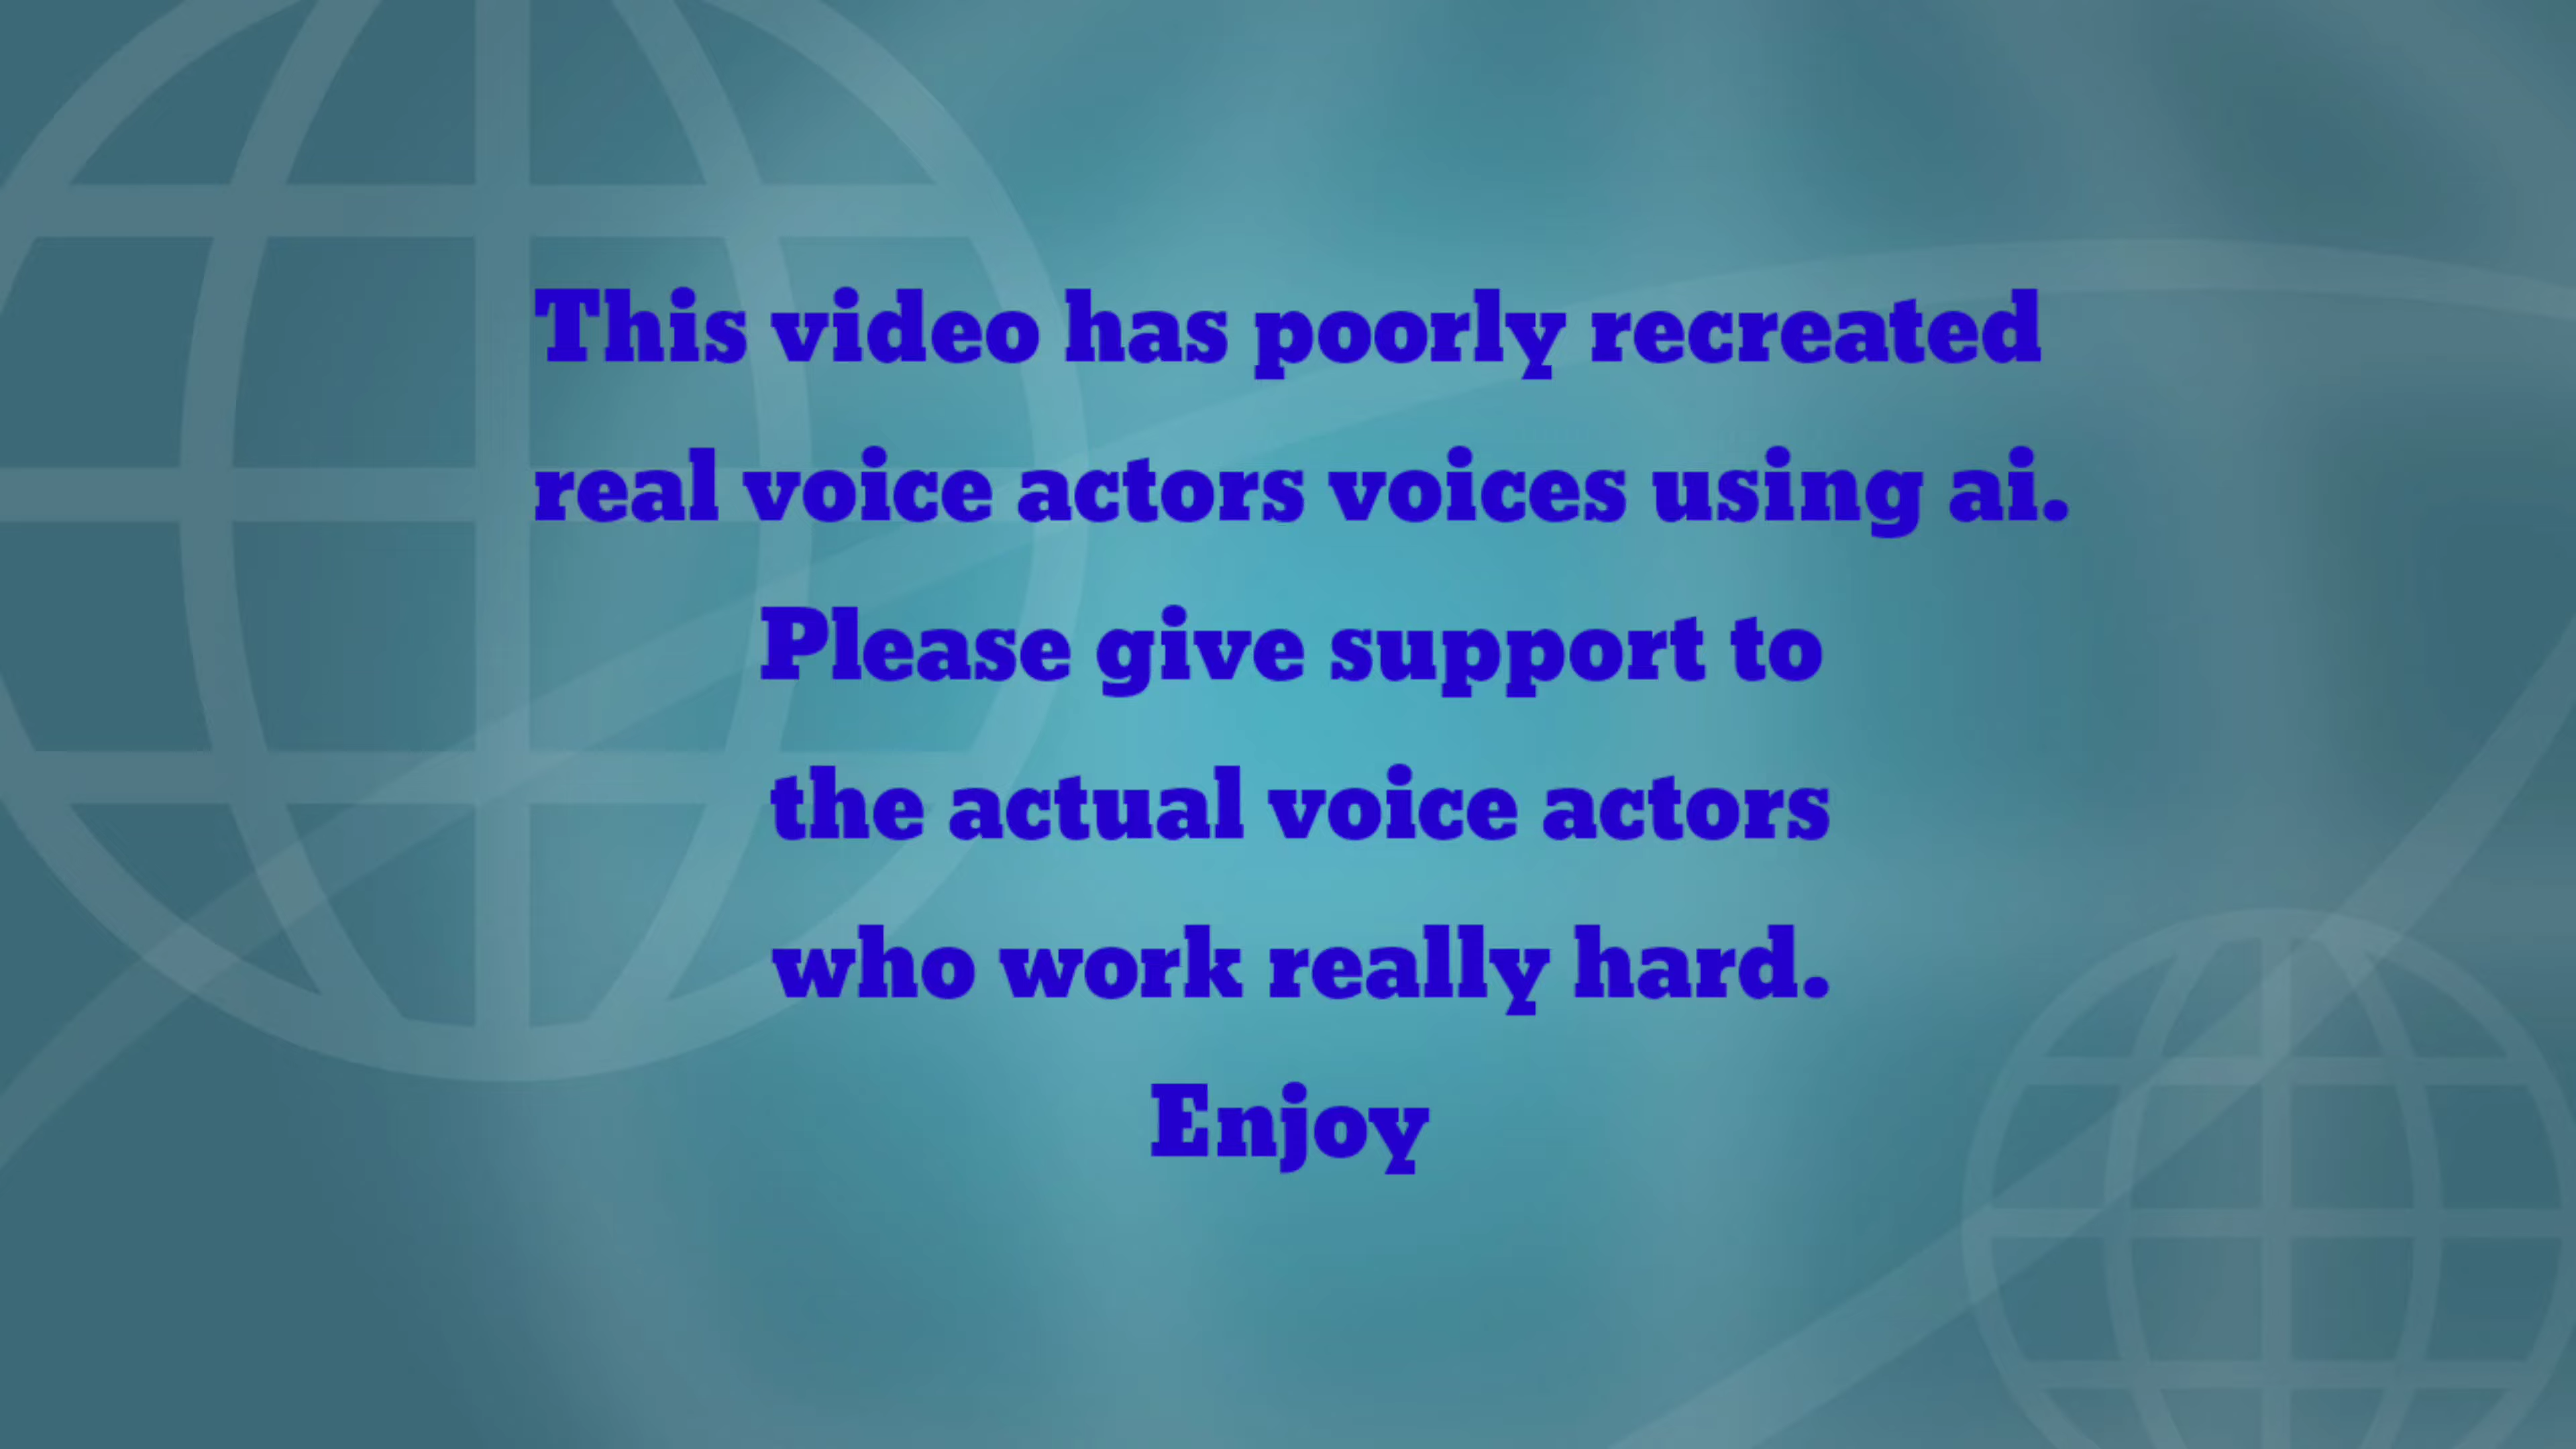 This video has poorly recreated
real voice actors voices using ai.
Please give support to
the actual voice actors
who work really hard.
Enjoy